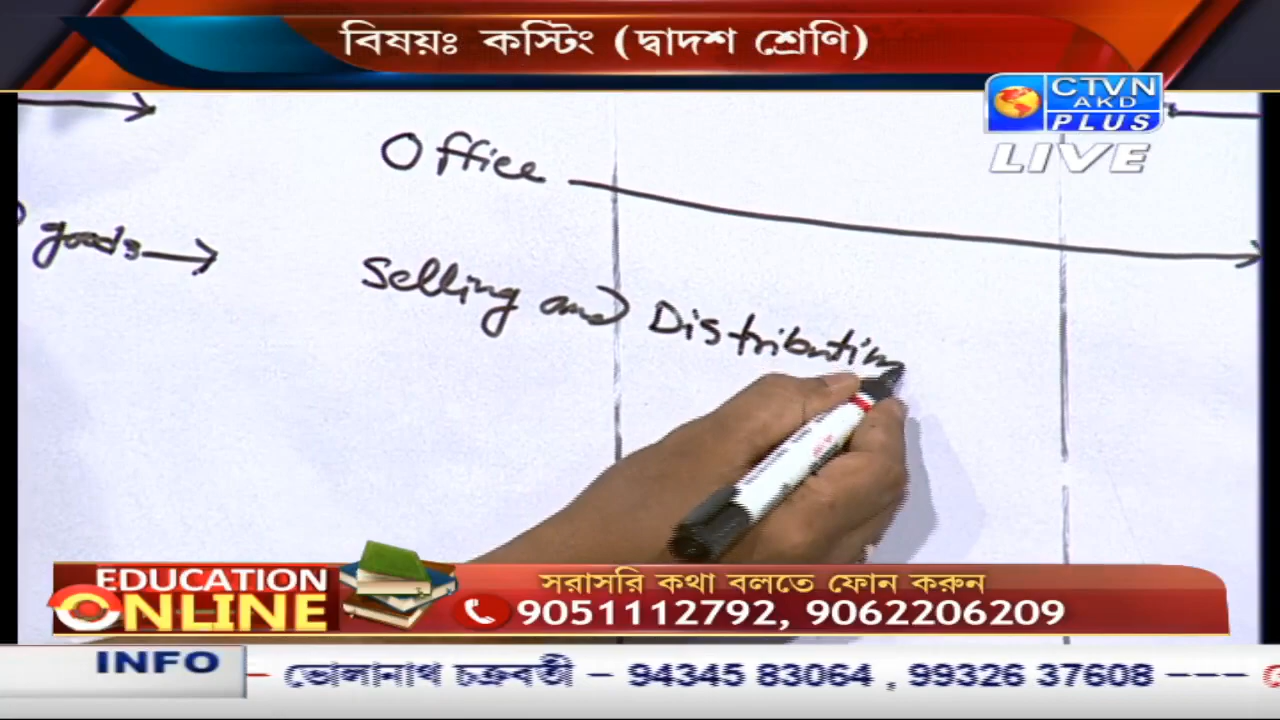 বিষয়ঃ কস্টিং (দ্বাদশ শ্রেণি)
CTVN
AKD
PLUS
LIVE
Office
goods
Selling and Distribution
EDUCATION
ONLINE
সরাসরি কথা বলতে ফোন করুন
9051112792, 9062206209
INFO
ভোলানাথ চক্রবর্তী – 94345 83064 , 99326 37608 ---